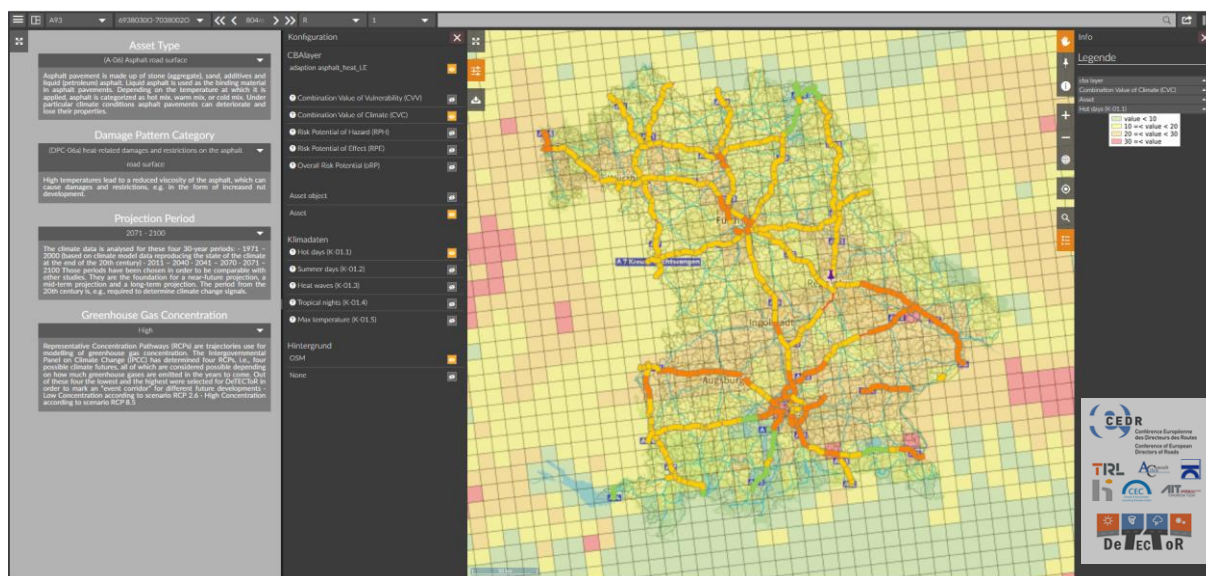 A93 69380300-70380020 804m R 1
Asset Type
(A-06) Asphalt road surface
Asphalt pavement is made up of stone (aggregate), sand, additives and
liquid (petroleum) asphalt. Liquid asphalt is used as the binding material
in asphalt pavements. Depending on the temperature at which it is
applied, asphalt is categorized as hot mix, warm mix, or cold mix. Under
particular climate conditions asphalt pavements can deteriorate and
lose their properties.
Damage Pattern Category
(DPC-06a) heat-related damages and restrictions on the asphalt
road surface
High temperatures lead to a reduced viscosity of the asphalt, which can
cause damages and restrictions, e.g. in the form of increased rut
development.
Projection Period
2071 - 2100
The climate data is analysed for these four 30-year periods: - 1971 –
2000 (based on climate model data reproducing the state of the climate
at the end of the 20th century) - 2011 – 2040 - 2041 – 2070 - 2071 –
2100 Those periods have been chosen in order to be comparable with
other studies. They are the foundation for a near-future projection, a
mid-term projection and a long-term projection. The period from the
20th century is, e.g., required to determine climate change signals.
Greenhouse Gas Concentration
High
Representative Concentration Pathways (RCPs) are trajectories use for
modelling of greenhouse gas concentration. The Intergovernmental
Panel on Climate Change (IPCC) has determined four RCPs, i.e., four
possible climate futures, all of which are considered possible depending
on how much greenhouse gases are emitted in the years to come. Out
of these four the lowest and the highest were selected for DeTECToR in
order to mark an "event corridor" for different future developments -
Low Concentration according to scenario RCP 2.6 - High Concentration
according to scenario RCP 8.5
Konfiguration
CBAlayer
adaption asphalt_heat_LE
Combination Value of Vulnerability (CVV)
Combination Value of Climate (CVC)
Risk Potential of Hazard (RPH)
Risk Potential of Effect (RPE)
Overall Risk Potential (oRP)
Asset object
Asset
Klimadaten
Hot days (K-01.1)
Summer days (K-01.2)
Heat waves (K-01.3)
Tropical nights (K-01.4)
Max temperature (K-01.5)
Hintergrund
OSM
None
Ingolstadt
Augsburg
Info
Legende
cba layer
Combination Value of Climate (CVC)
Asset
Hot days (K-01.1)
value < 10
10 =< value < 20
20 =< value < 30
30 =< value
CEDR
Conférence Européenne
des Directeurs des Routes
Conference of European
Directors of Roads
TRL
CEC
AIT
DeTECToR